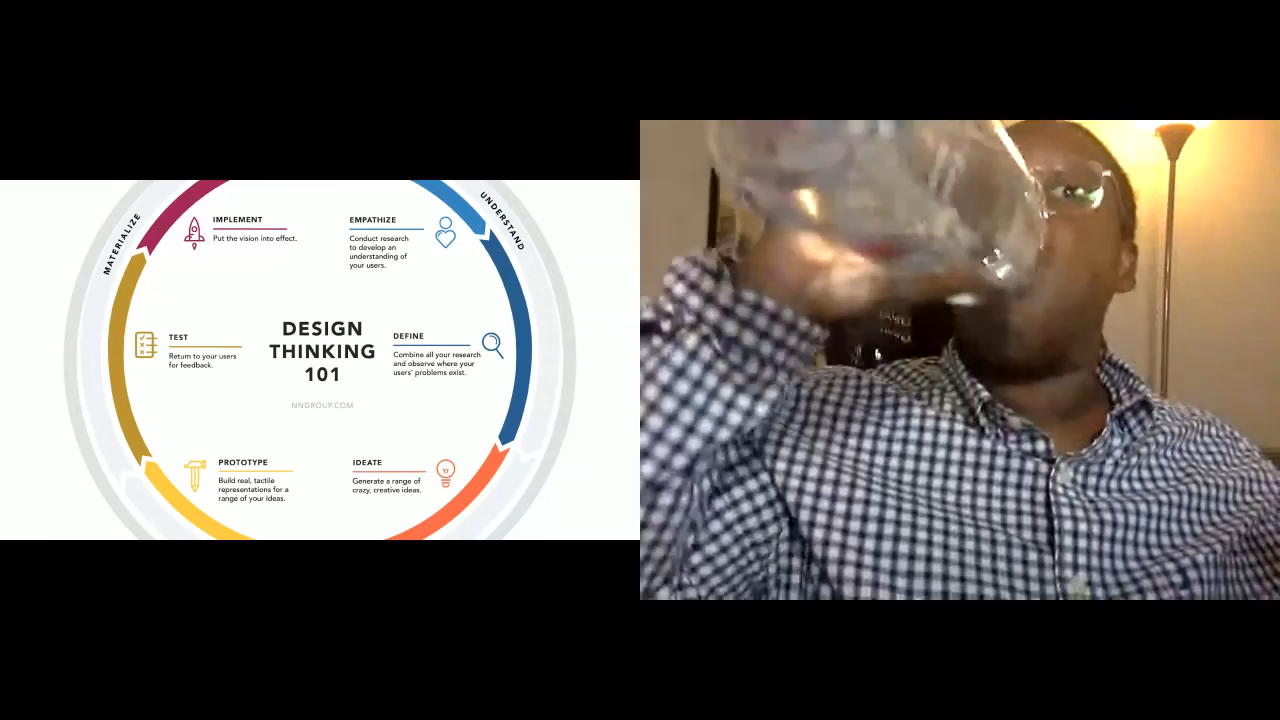 MATERIALIZE
UNDERSTAND
IMPLEMENT
Put the vision into effect.
EMPATHIZE
Conduct research
to develop an
understanding of
your users.
TEST
Return to your users
for feedback.
DESIGN
THINKING
101
NNGROUP.COM
DEFINE
Combine all your research
and observe where your
users' problems exist.
PROTOTYPE
Build real, tactile
representations for a
range of your ideas.
IDEATE
Generate a range of
crazy, creative ideas.